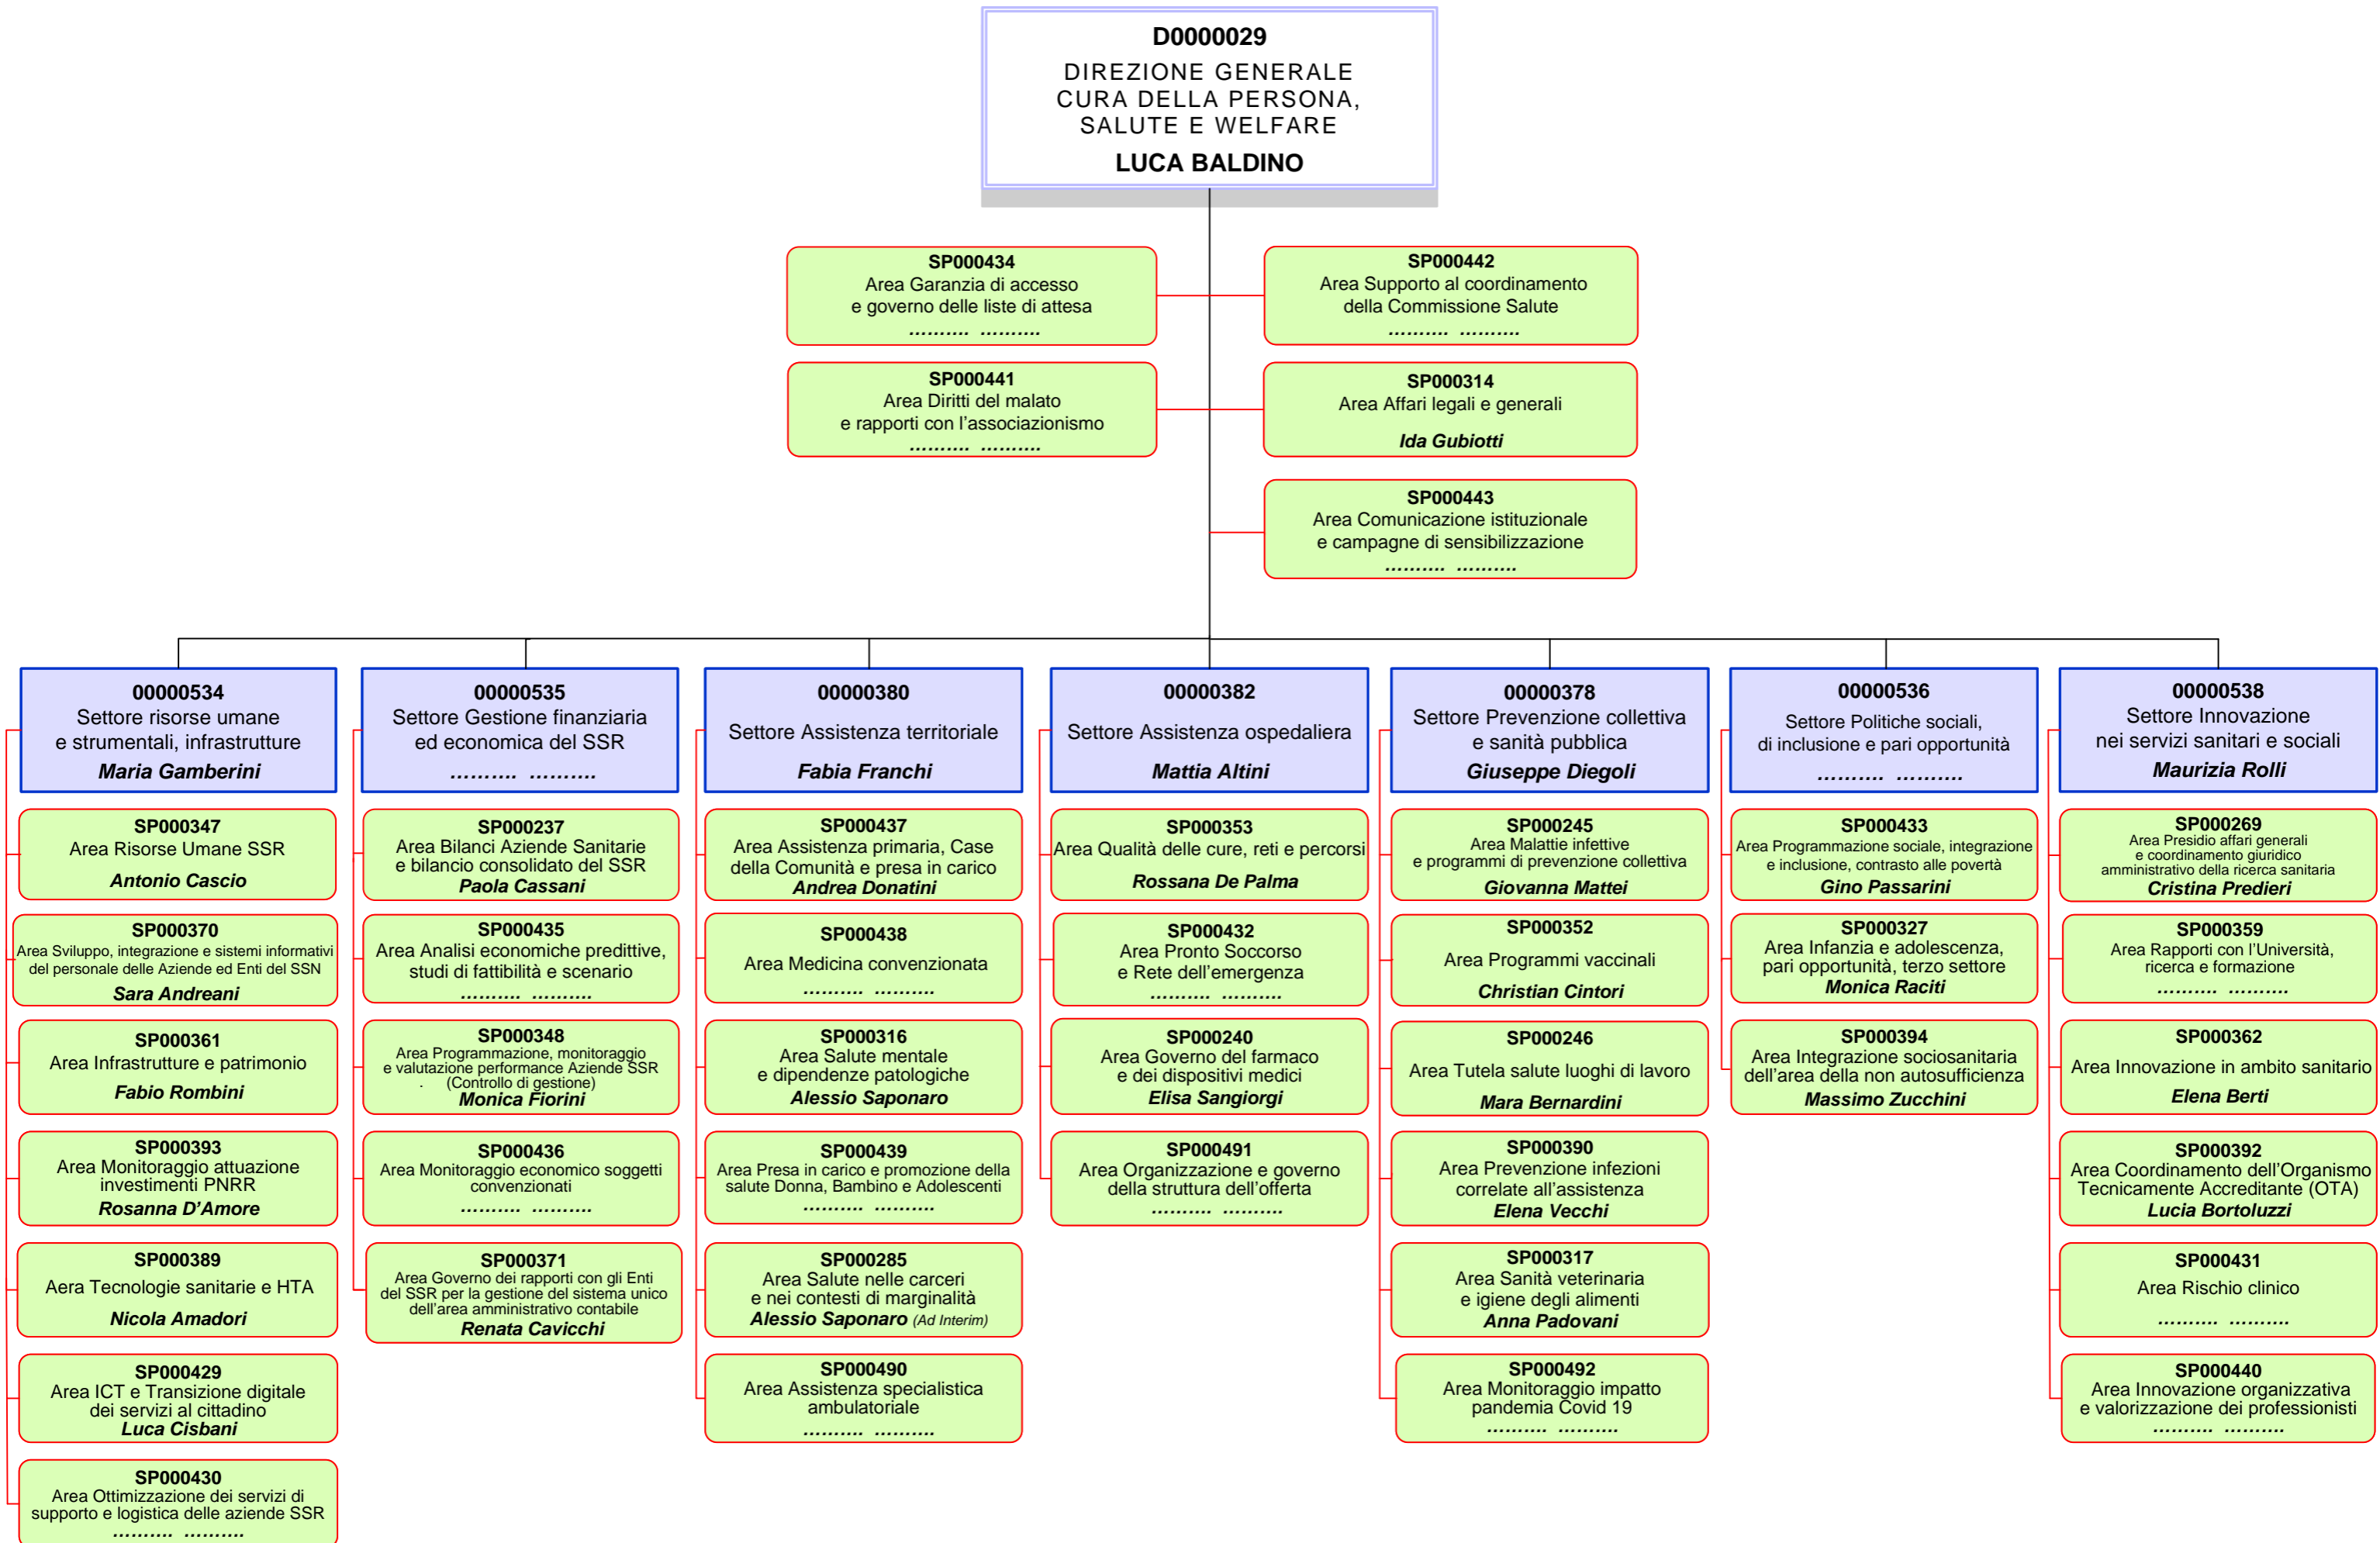 D0000029
DIREZIONE GENERALE
CURA DELLA PERSONA,
SALUTE E WELFARE
LUCA BALDINO
SP000434
Area Garanzia di accesso
e governo delle liste di attesa
………. ……….
SP000442
Area Supporto al coordinamento
della Commissione Salute
………. ……….
SP000441
Area Diritti del malato
e rapporti con l'associazionismo
………. ……….
SP000314
Area Affari legali e generali
Ida Gubiotti
SP000443
Area Comunicazione istituzionale
e campagne di sensibilizzazione
………. ……….
00000534
Settore risorse umane
e strumentali, infrastrutture
Maria Gamberini
SP000347
Area Risorse Umane SSR
Antonio Cascio
SP000370
Area Sviluppo, integrazione e sistemi informativi
del personale delle Aziende ed Enti del SSN
Sara Andreani
SP000361
Area Infrastrutture e patrimonio
Fabio Rombini
SP000393
Area Monitoraggio attuazione
investimenti PNRR
Rosanna D'Amore
SP000389
Aera Tecnologie sanitarie e HTA
Nicola Amadori
SP000429
Area ICT e Transizione digitale
dei servizi al cittadino
Luca Cisbani
SP000430
Area Ottimizzazione dei servizi di
supporto e logistica delle aziende SSR
………. ……….
00000535
Settore Gestione finanziaria
ed economica del SSR
………. ……….
SP000237
Area Bilanci Aziende Sanitarie
e bilancio consolidato del SSR
Paola Cassani
SP000435
Area Analisi economiche predittive,
studi di fattibilità e scenario
………. ……….
SP000348
Area Programmazione, monitoraggio
e valutazione performance Aziende SSR
. (Controllo di gestione)
Monica Fiorini
SP000436
Area Monitoraggio economico soggetti
convenzionati
………. ……….
SP000371
Area Governo dei rapporti con gli Enti
del SSR per la gestione del sistema unico
dell'area amministrativo contabile
Renata Cavicchi
00000380
Settore Assistenza territoriale
Fabia Franchi
SP000437
Area Assistenza primaria, Case
della Comunità e presa in carico
Andrea Donatini
SP000438
Area Medicina convenzionata
………. ……….
SP000316
Area Salute mentale
e dipendenze patologiche
Alessio Saponaro
SP000439
Area Presa in carico e promozione della
salute Donna, Bambino e Adolescenti
………. ……….
SP000285
Area Salute nelle carceri
e nei contesti di marginalità
Alessio Saponaro (Ad Interim)
SP000490
Area Assistenza specialistica
ambulatoriale
………. ……….
00000382
Settore Assistenza ospedaliera
Mattia Altini
SP000353
Area Qualità delle cure, reti e percorsi
Rossana De Palma
SP000432
Area Pronto Soccorso
e Rete dell'emergenza
………. ……….
SP000240
Area Governo del farmaco
e dei dispositivi medici
Elisa Sangiorgi
SP000491
Area Organizzazione e governo
della struttura dell'offerta
………. ……….
00000378
Settore Prevenzione collettiva
e sanità pubblica
Giuseppe Diegoli
SP000245
Area Malattie infettive
e programmi di prevenzione collettiva
Giovanna Mattei
SP000352
Area Programmi vaccinali
Christian Cintori
SP000246
Area Tutela salute luoghi di lavoro
Mara Bernardini
SP000390
Area Prevenzione infezioni
correlate all'assistenza
Elena Vecchi
SP000317
Area Sanità veterinaria
e igiene degli alimenti
Anna Padovani
SP000492
Area Monitoraggio impatto
pandemia Covid 19
………. ……….
00000536
Settore Politiche sociali,
di inclusione e pari opportunità
………. ……….
SP000433
Area Programmazione sociale, integrazione
e inclusione, contrasto alle povertà
Gino Passarini
SP000327
Area Infanzia e adolescenza,
pari opportunità, terzo settore
Monica Raciti
SP000394
Area Integrazione sociosanitaria
dell'area della non autosufficienza
Massimo Zucchini
00000538
Settore Innovazione
nei servizi sanitari e sociali
Maurizia Rolli
SP000269
Area Presidio affari generali
e coordinamento giuridico
amministrativo della ricerca sanitaria
Cristina Predieri
SP000359
Area Rapporti con l'Università,
ricerca e formazione
………. ……….
SP000362
Area Innovazione in ambito sanitario
Elena Berti
SP000392
Area Coordinamento dell'Organismo
Tecnicamente Accreditante (OTA)
Lucia Bortoluzzi
SP000431
Area Rischio clinico
………. ……….
SP000440
Area Innovazione organizzativa
e valorizzazione dei professionisti
………. ……….